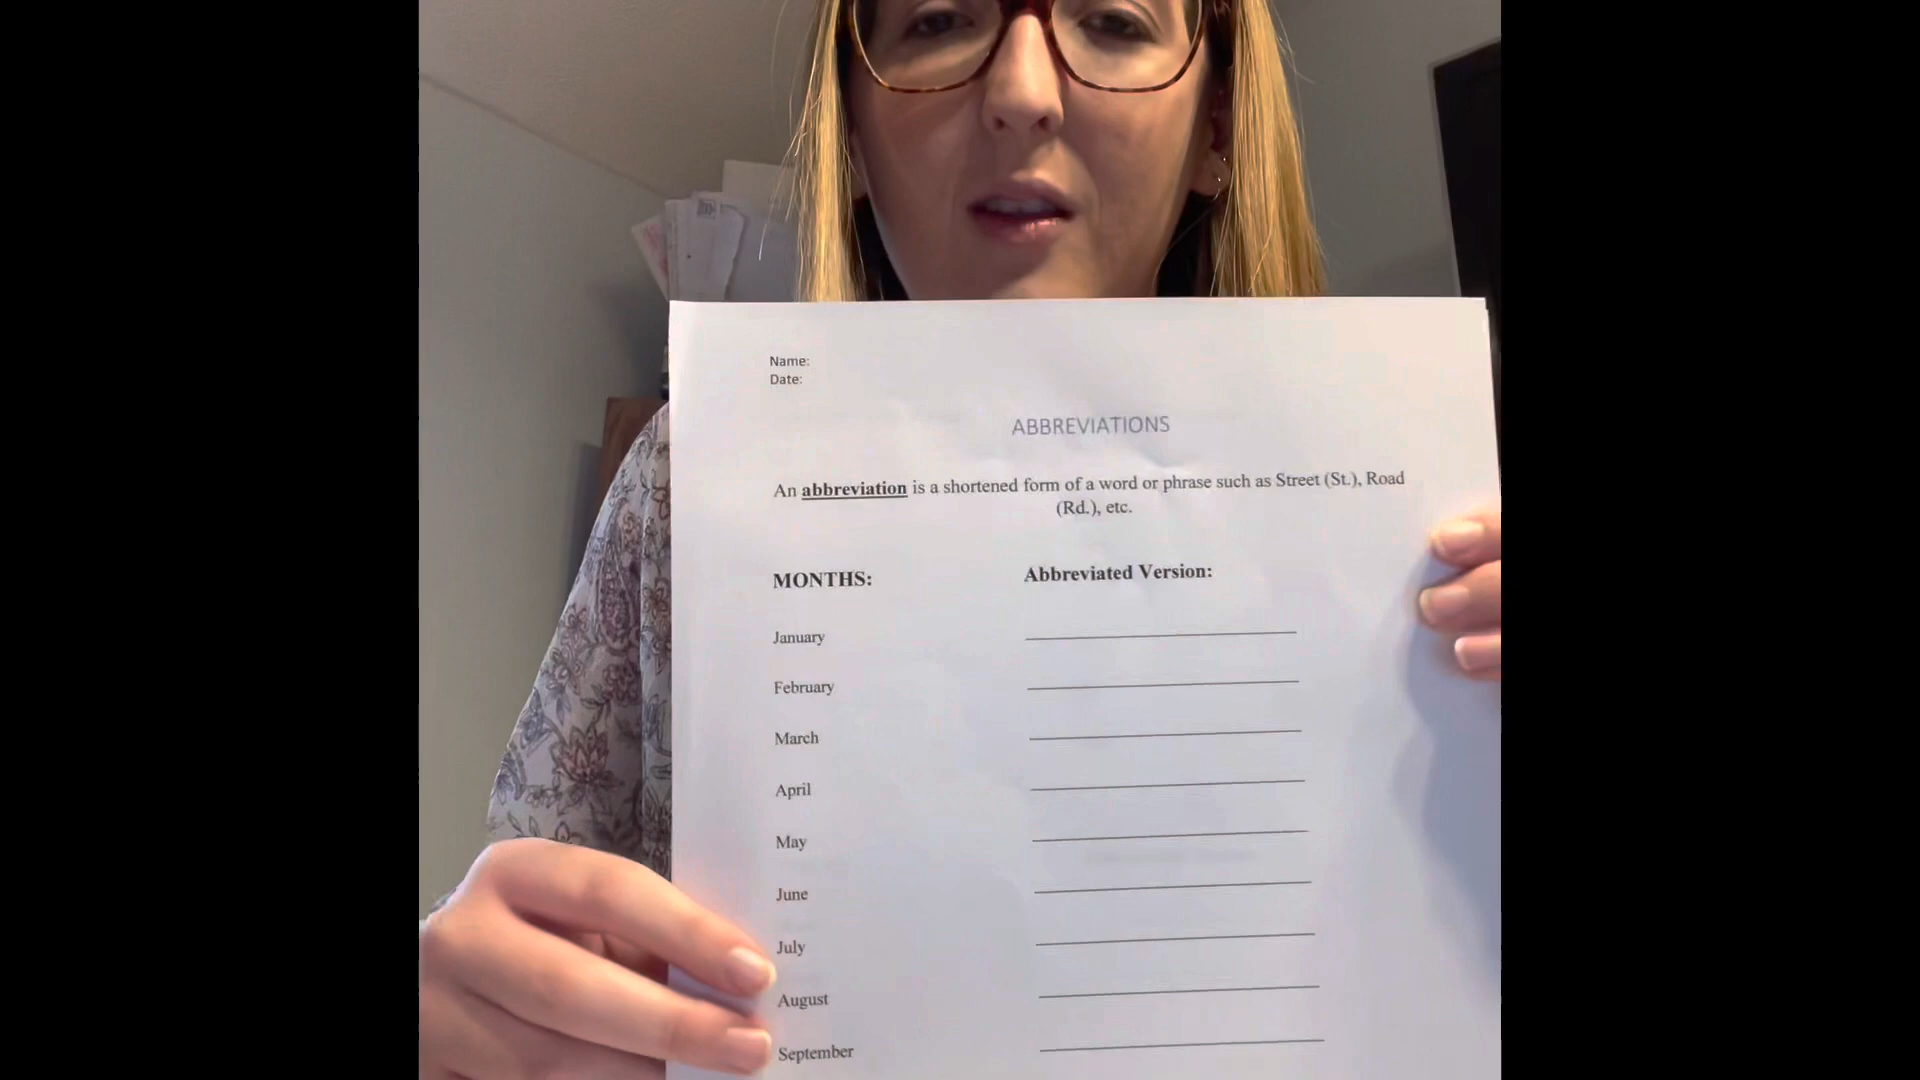 Name:
Date:
ABBREVIATIONS
An abbreviation is a shortened form of a word or phrase such as Street (St.), Road
(Rd.), etc.
MONTHS: Abbreviated Version:
January
February
March
April
May
June
July
August
September